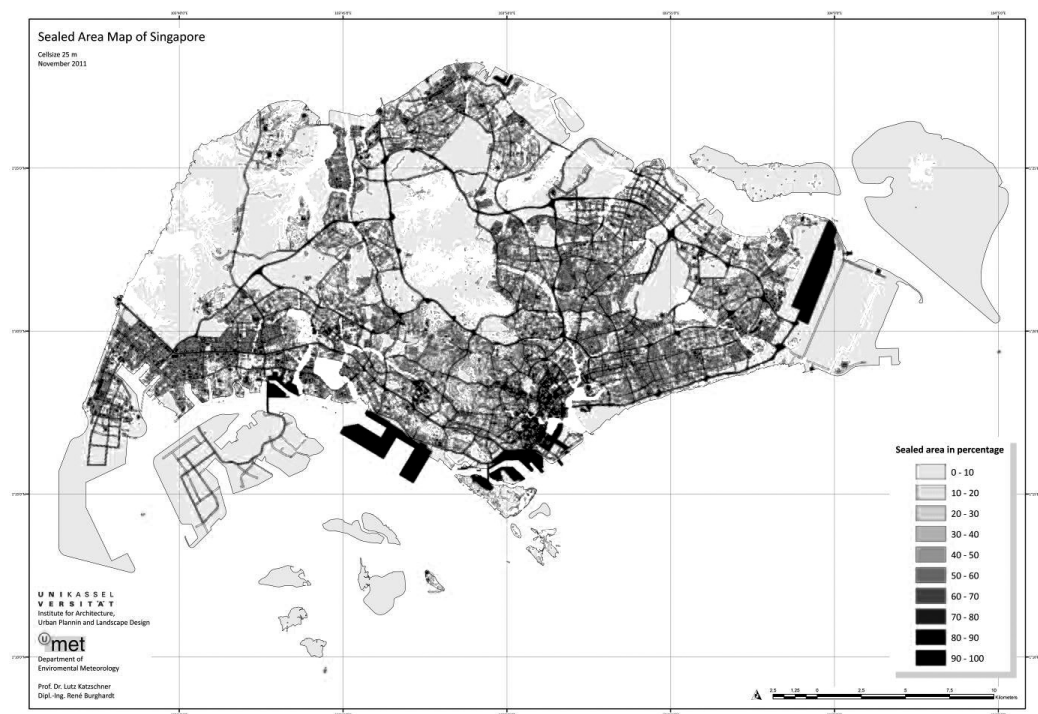 Sealed Area Map of Singapore
Cellsize 25 m
November 2011
Sealed area in percentage
0 - 10
10 - 20
20 - 30
30 - 40
40 - 50
50 - 60
60 - 70
70 - 80
80 - 90
90 - 100
U N I K A S S E L
V E R S I T Ä T
Institute for Architecture,
Urban Plannin and Landscape Design
U
met
Department of
Enviromental Meteorology
Prof. Dr. Lutz Katzschner
Dipl.-Ing. René Burghardt
2,5 1,25 0 2,5 5 7,5 10
Kilometers